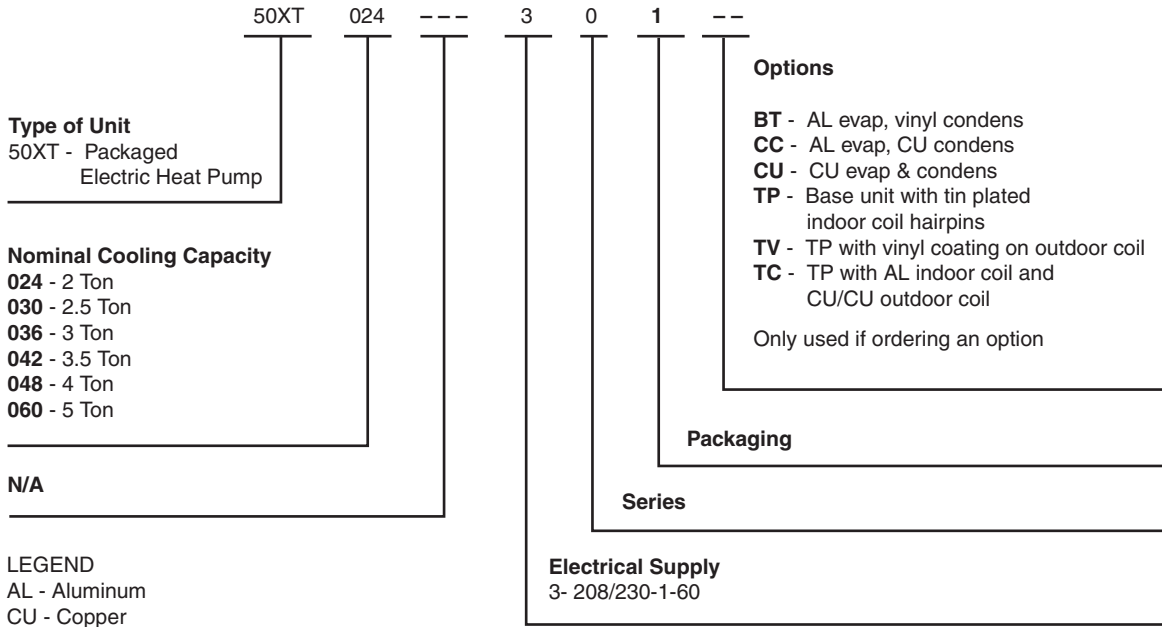 50XT 024 – – – 3 0 1 – –
Type of Unit
50XT - Packaged
Electric Heat Pump
Nominal Cooling Capacity
024 - 2 Ton
030 - 2.5 Ton
036 - 3 Ton
042 - 3.5 Ton
048 - 4 Ton
060 - 5 Ton
N/A
LEGEND
AL - Aluminum
CU - Copper
Options
BT - AL evap, vinyl condens
CC - AL evap, CU condens
CU - CU evap & condens
TP - Base unit with tin plated
indoor coil hairpins
TV - TP with vinyl coating on outdoor coil
TC - TP with AL indoor coil and
CU/CU outdoor coil
Only used if ordering an option
Packaging
Series
Electrical Supply
3- 208/230-1-60